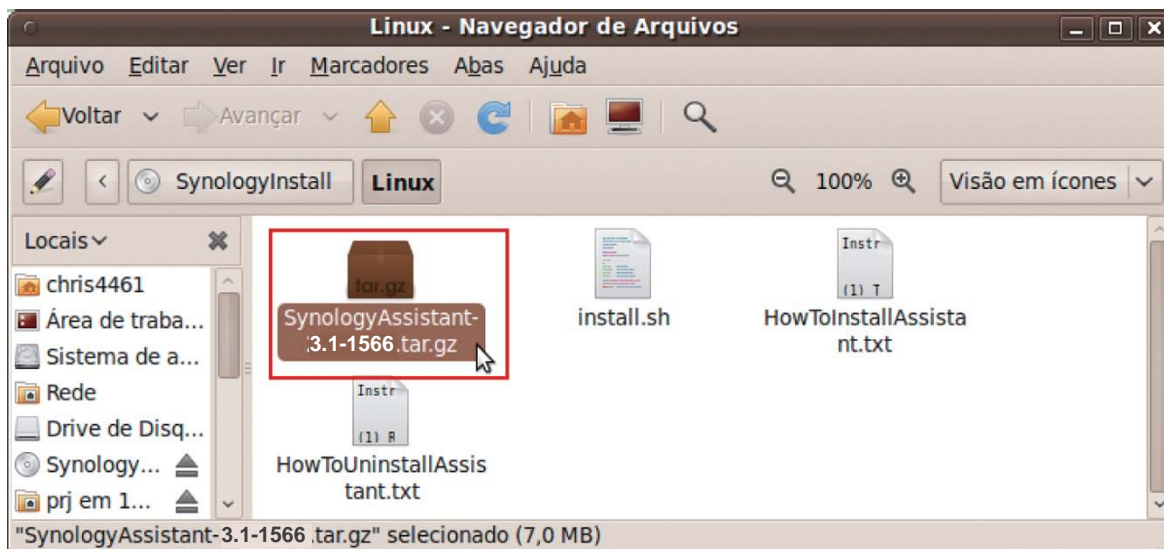 Linux - Navegador de Arquivos
Arquivo Editar Ver Ir Marcadores Abas Ajuda
Voltar Avançar
SynologyInstall Linux 100% Visão em ícones
Locais
chris4461
Área de traba...
Sistema de a...
Rede
Drive de Disq...
Synology...
prj em 1...
tar.gz
SynologyAssistant-
3.1-1566.tar.gz
install.sh
Instr
(1) T
HowToInstallAssista
nt.txt
Instr
(1) R
HowToUninstallAssis
tant.txt
"SynologyAssistant-3.1-1566.tar.gz" selecionado (7,0 MB)